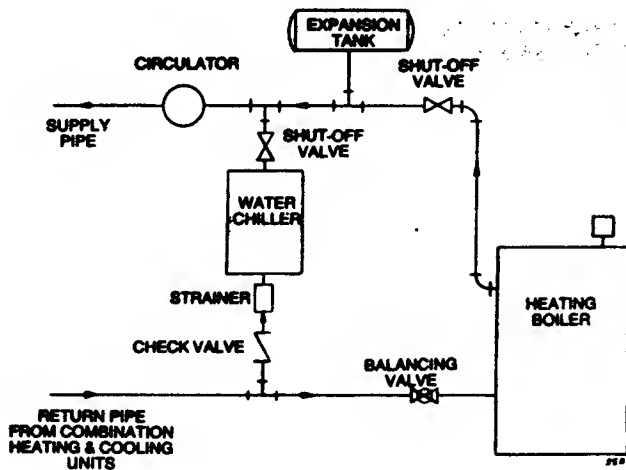 EXPANSION
TANK
CIRCULATOR
SHUT-OFF
VALVE
SUPPLY
PIPE
SHUT-OFF
VALVE
WATER
CHILLER
STRAINER
HEATING
BOILER
CHECK VALVE
BALANCING
VALVE
RETURN PIPE
FROM COMBINATION
HEATING & COOLING
UNITS